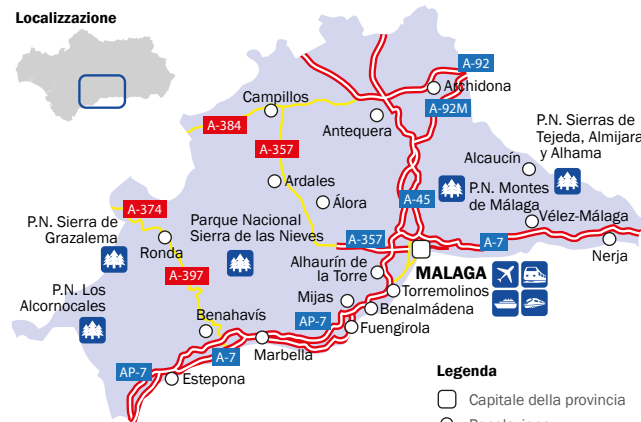 Localizzazione
A-92
Archidona
Campillos
A-92M
A-384
Antequera
P.N. Sierras de
Tejeda, Almijara
y Alhama
A-357
Alcaucín
Ardales
P.N. Montes
de Málaga
Álora
A-45
A-374
Parque Nacional
Sierra de las Nieves
Vélez-Málaga
P.N. Sierra de
Grazalema
A-357
A-7
Ronda
Nerja
Alhaurín de
la Torre
MALAGA
A-397
Torremolinos
P.N. Los
Alcornocales
Mijas
Benalmádena
Benahavís
AP-7
Fuengirola
A-7
Marbella
AP-7
Estepona
Legenda
Capitale della provincia